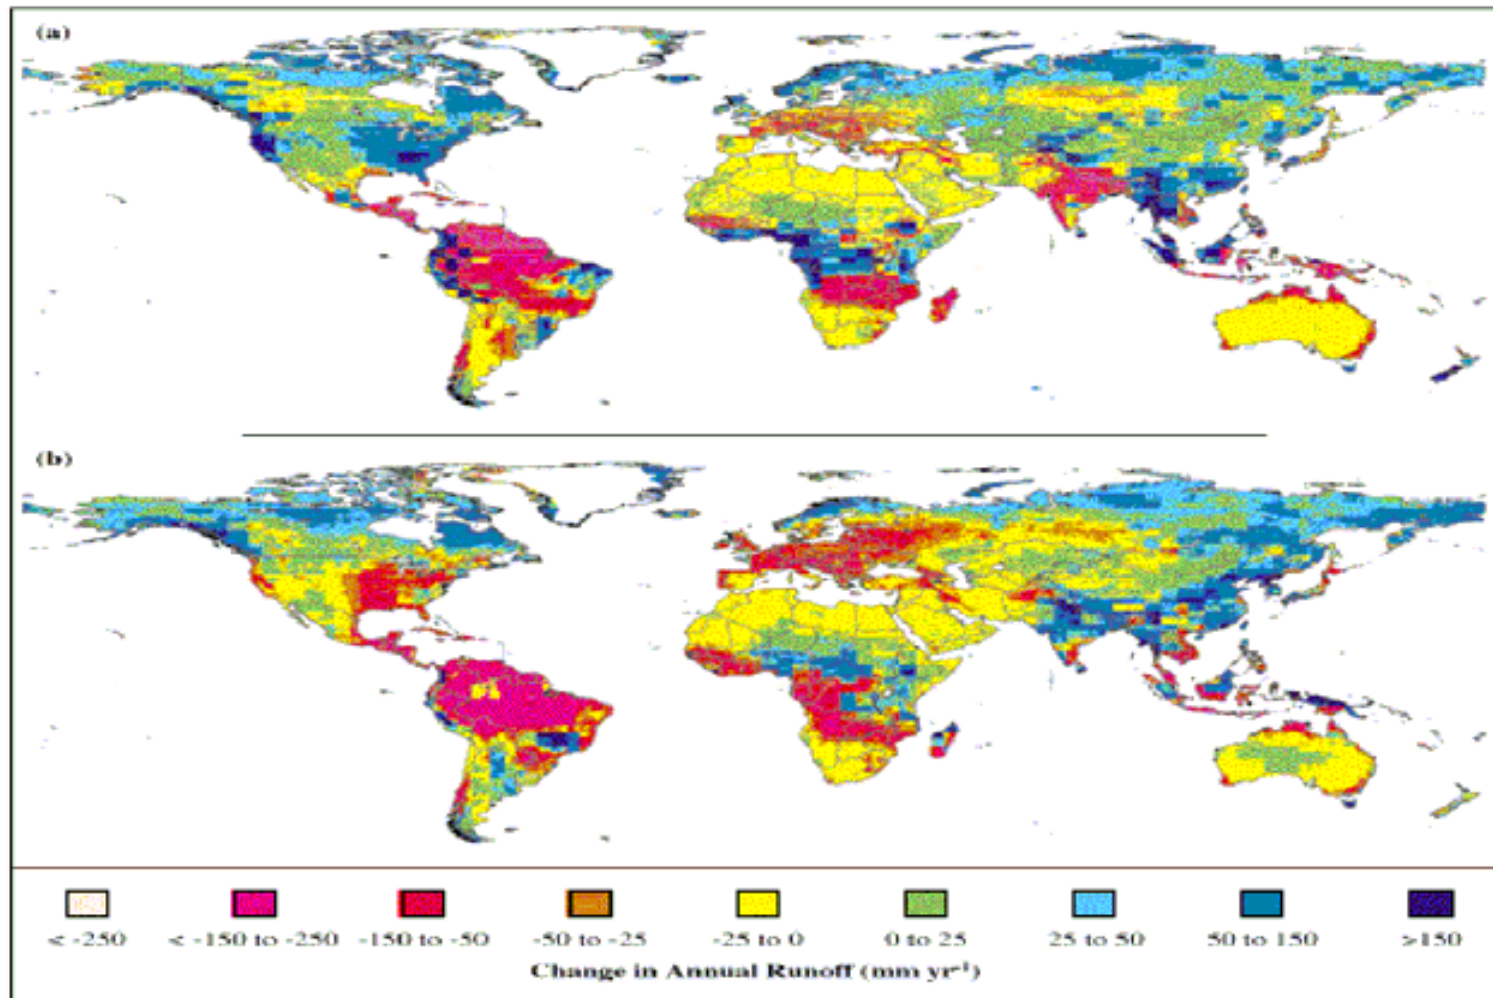 (a)
(b)
< -250 < -150 to -250 -150 to -50 -50 to -25 -25 to 0 0 to 25 25 to 50 50 to 150 >150
Change in Annual Runoff (mm yr⁻¹)